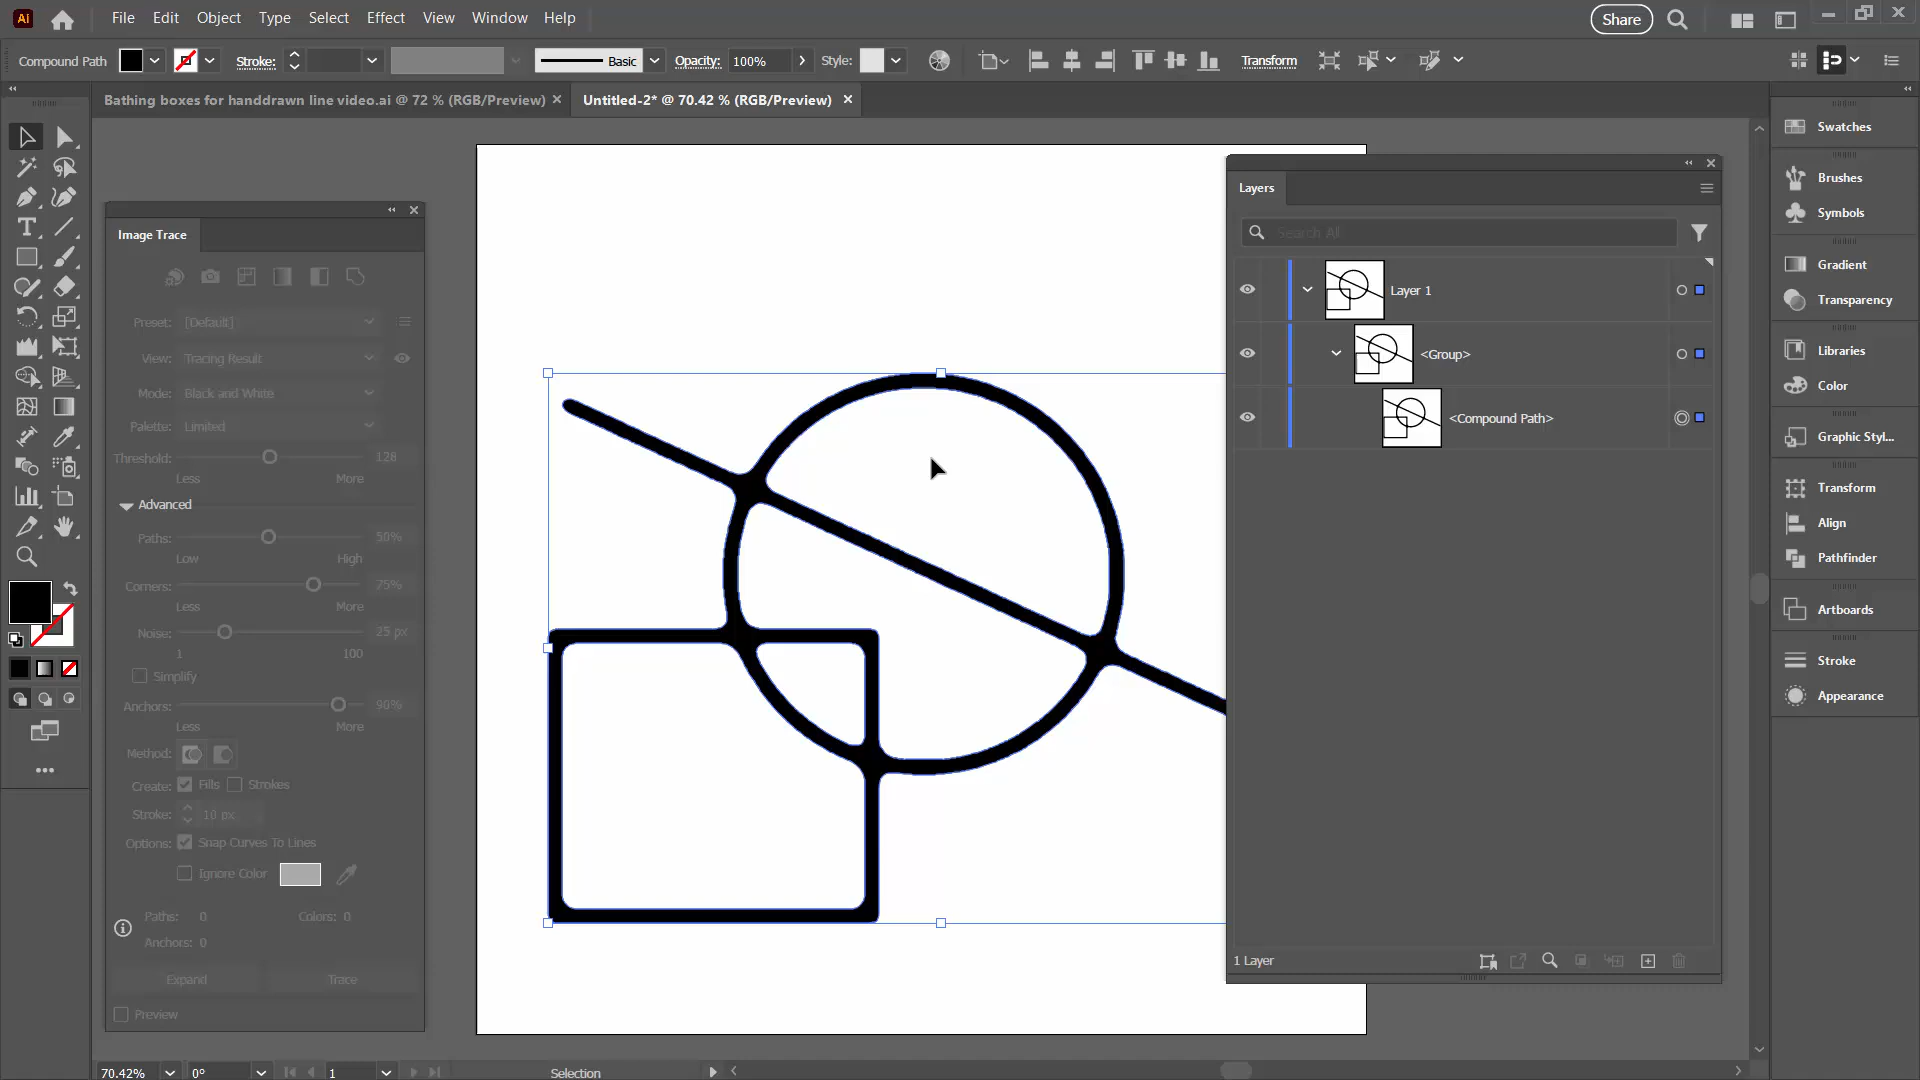 Ai File Edit Object Type Select Effect View Window Help Share
Compound Path Stroke: Basic Opacity: 100% Style: Transform
Bathing boxes for handdrawn line video.ai @ 72 % (RGB/Preview) Untitled-2* @ 70.42 % (RGB/Preview)
Image Trace
Preset: [Default]
View: Tracing Result
Mode: Black and White
Palette: Limited
Threshold: 128
Less More
Advanced
Paths: 50%
Low High
Corners: 75%
Less More
Noise: 25 px
1 100
Simplify
Anchors: 90%
Less More
Method:
Create: Fills Strokes
Stroke: 10 px
Options: Snap Curves To Lines
Ignore Color
Paths: 0 Colors: 0
Anchors: 0
Expand Trace
Preview
Layers
Search All
Layer 1
<Group>
<Compound Path>
1 Layer
Swatches
Brushes
Symbols
Gradient
Transparency
Libraries
Color
Graphic Styl...
Transform
Align
Pathfinder
Artboards
Stroke
Appearance
70.42% 0° 1 Selection